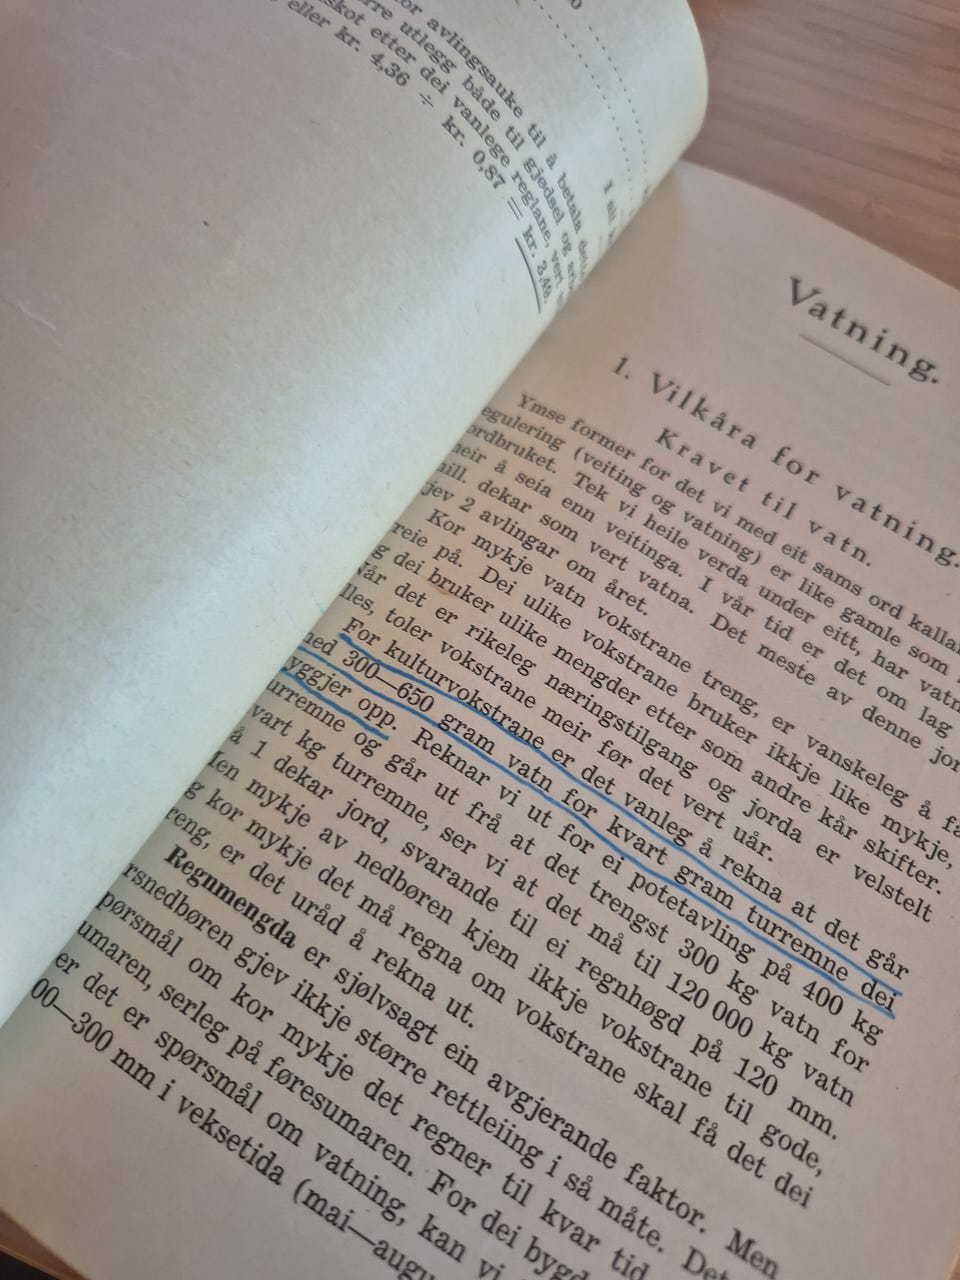 for avlingsauke til å betala
utlegg både til gjødsel og
etter dei vanlege reglane, vert
eller kr. 4,36 ÷ kr. 0,87 = kr. 3,49.
Vatning.
1. Vilkåra for vatning.
Kravet til vatn.
Ymse former for det vi med eit sams ord kallar
egulering (veiting og vatning) er like gamle som
ordbruket. Tek vi heile verda under eitt, har vatn
meir å seia enn veitinga. I vår tid er det om lag
mill. dekar som vert vatna. Det meste av denne jor
gjev 2 avlingar om året.
Kor mykje vatn vokstrane treng, er vanskeleg å få
reie på. Dei ulike vokstrane bruker ikkje like mykje,
g dei bruker ulike mengder etter som andre kår skifter.
Når det er rikeleg næringstilgang og jorda er velstelt
lles, toler vokstrane meir før det vert uår.
For kulturvokstrane er det vanleg å rekna at det går
med 300—650 gram vatn for kvart gram turremne dei
yggjer opp. Reknar vi ut for ei potetavling på 400 kg
urremne og går ut frå at det trengst 300 kg vatn for
vart kg turremne, ser vi at det må til 120 000 kg vatn
å 1 dekar jord, svarande til ei regnhøgd på 120 mm.
Men mykje av nedbøren kjem ikkje vokstrane til gode,
g kor mykje det må regna om vokstrane skal få det dei
reng, er det uråd å rekna ut.
Regnmengda er sjølvsagt ein avgjerande faktor. Men
rsnedbøren gjev ikkje større rettleiing i så måte. Det
pørsmål om kor mykje det regner til kvar tid
umaren, serleg på føresumaren. For dei bygd
er det er spørsmål om vatning, kan vi
00—300 mm i veksetida (mai—augu